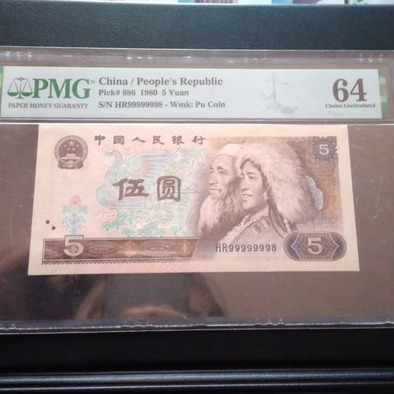 PMG
PAPER MONEY GUARANTY
China / People's Republic
Pick# 886 1980 5 Yuan
S/N HR99999998 - Wmk: Pu Coin
64
Choice Uncirculated
中国人民银行
5
伍圆
5
HR99999998
5